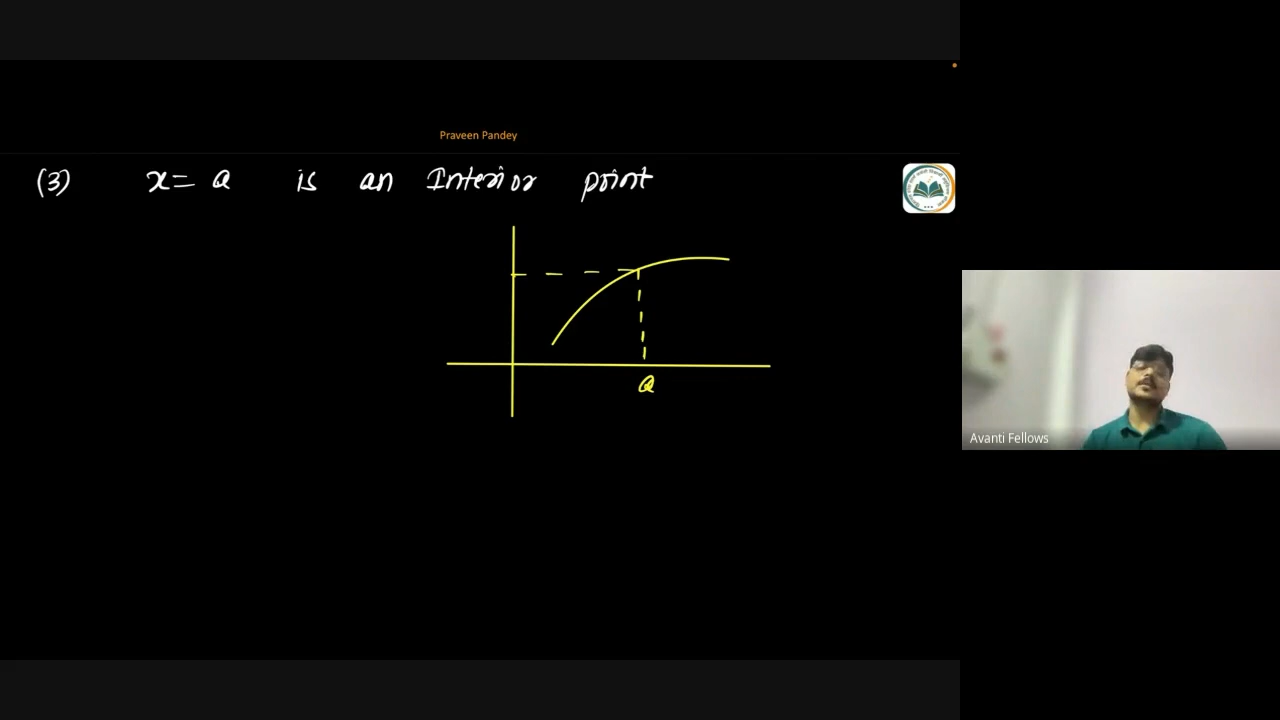 Praveen Pandey
(3) x = a is an Interior point
a
Avanti Fellows